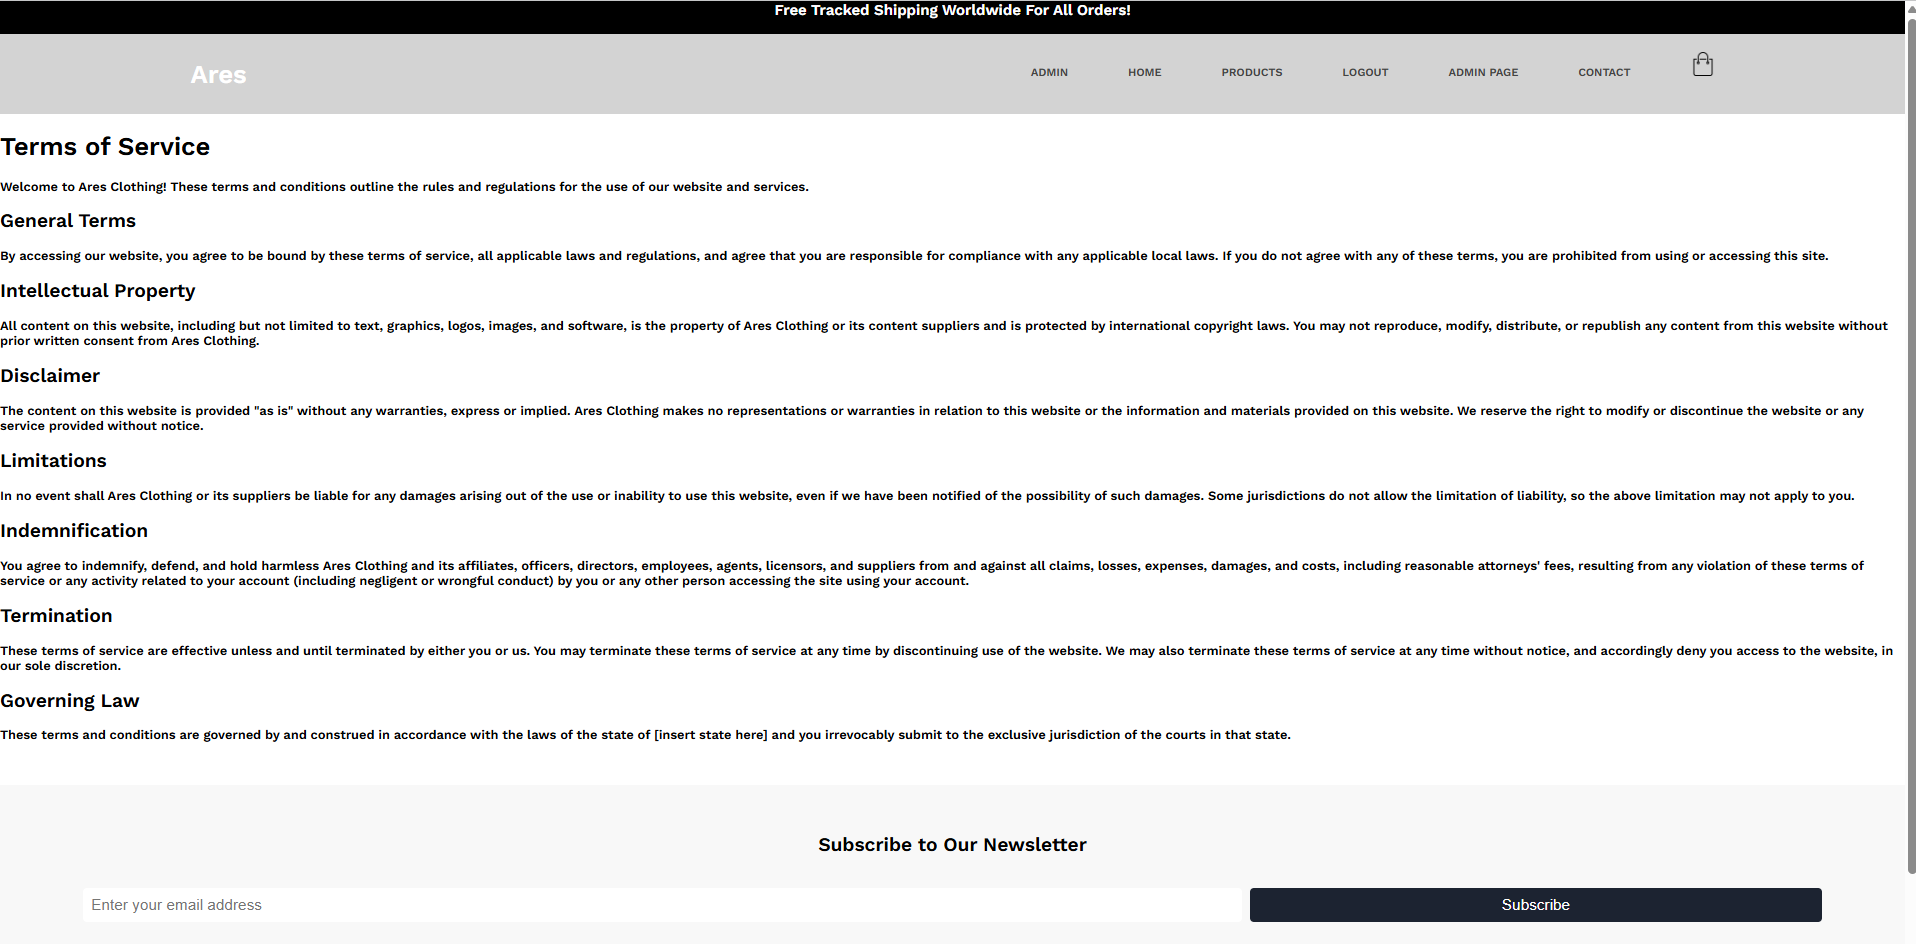 Free Tracked Shipping Worldwide For All Orders!
Ares
ADMIN
HOME
PRODUCTS
LOGOUT
ADMIN PAGE
CONTACT
Terms of Service
Welcome to Ares Clothing! These terms and conditions outline the rules and regulations for the use of our website and services.
General Terms
By accessing our website, you agree to be bound by these terms of service, all applicable laws and regulations, and agree that you are responsible for compliance with any applicable local laws. If you do not agree with any of these terms, you are prohibited from using or accessing this site.
Intellectual Property
All content on this website, including but not limited to text, graphics, logos, images, and software, is the property of Ares Clothing or its content suppliers and is protected by international copyright laws. You may not reproduce, modify, distribute, or republish any content from this website without
prior written consent from Ares Clothing.
Disclaimer
The content on this website is provided "as is" without any warranties, express or implied. Ares Clothing makes no representations or warranties in relation to this website or the information and materials provided on this website. We reserve the right to modify or discontinue the website or any
service provided without notice.
Limitations
In no event shall Ares Clothing or its suppliers be liable for any damages arising out of the use or inability to use this website, even if we have been notified of the possibility of such damages. Some jurisdictions do not allow the limitation of liability, so the above limitation may not apply to you.
Indemnification
You agree to indemnify, defend, and hold harmless Ares Clothing and its affiliates, officers, directors, employees, agents, licensors, and suppliers from and against all claims, losses, expenses, damages, and costs, including reasonable attorneys' fees, resulting from any violation of these terms of
service or any activity related to your account (including negligent or wrongful conduct) by you or any other person accessing the site using your account.
Termination
These terms of service are effective unless and until terminated by either you or us. You may terminate these terms of service at any time by discontinuing use of the website. We may also terminate these terms of service at any time without notice, and accordingly deny you access to the website, in
our sole discretion.
Governing Law
These terms and conditions are governed by and construed in accordance with the laws of the state of [insert state here] and you irrevocably submit to the exclusive jurisdiction of the courts in that state.
Subscribe to Our Newsletter
Enter your email address
Subscribe